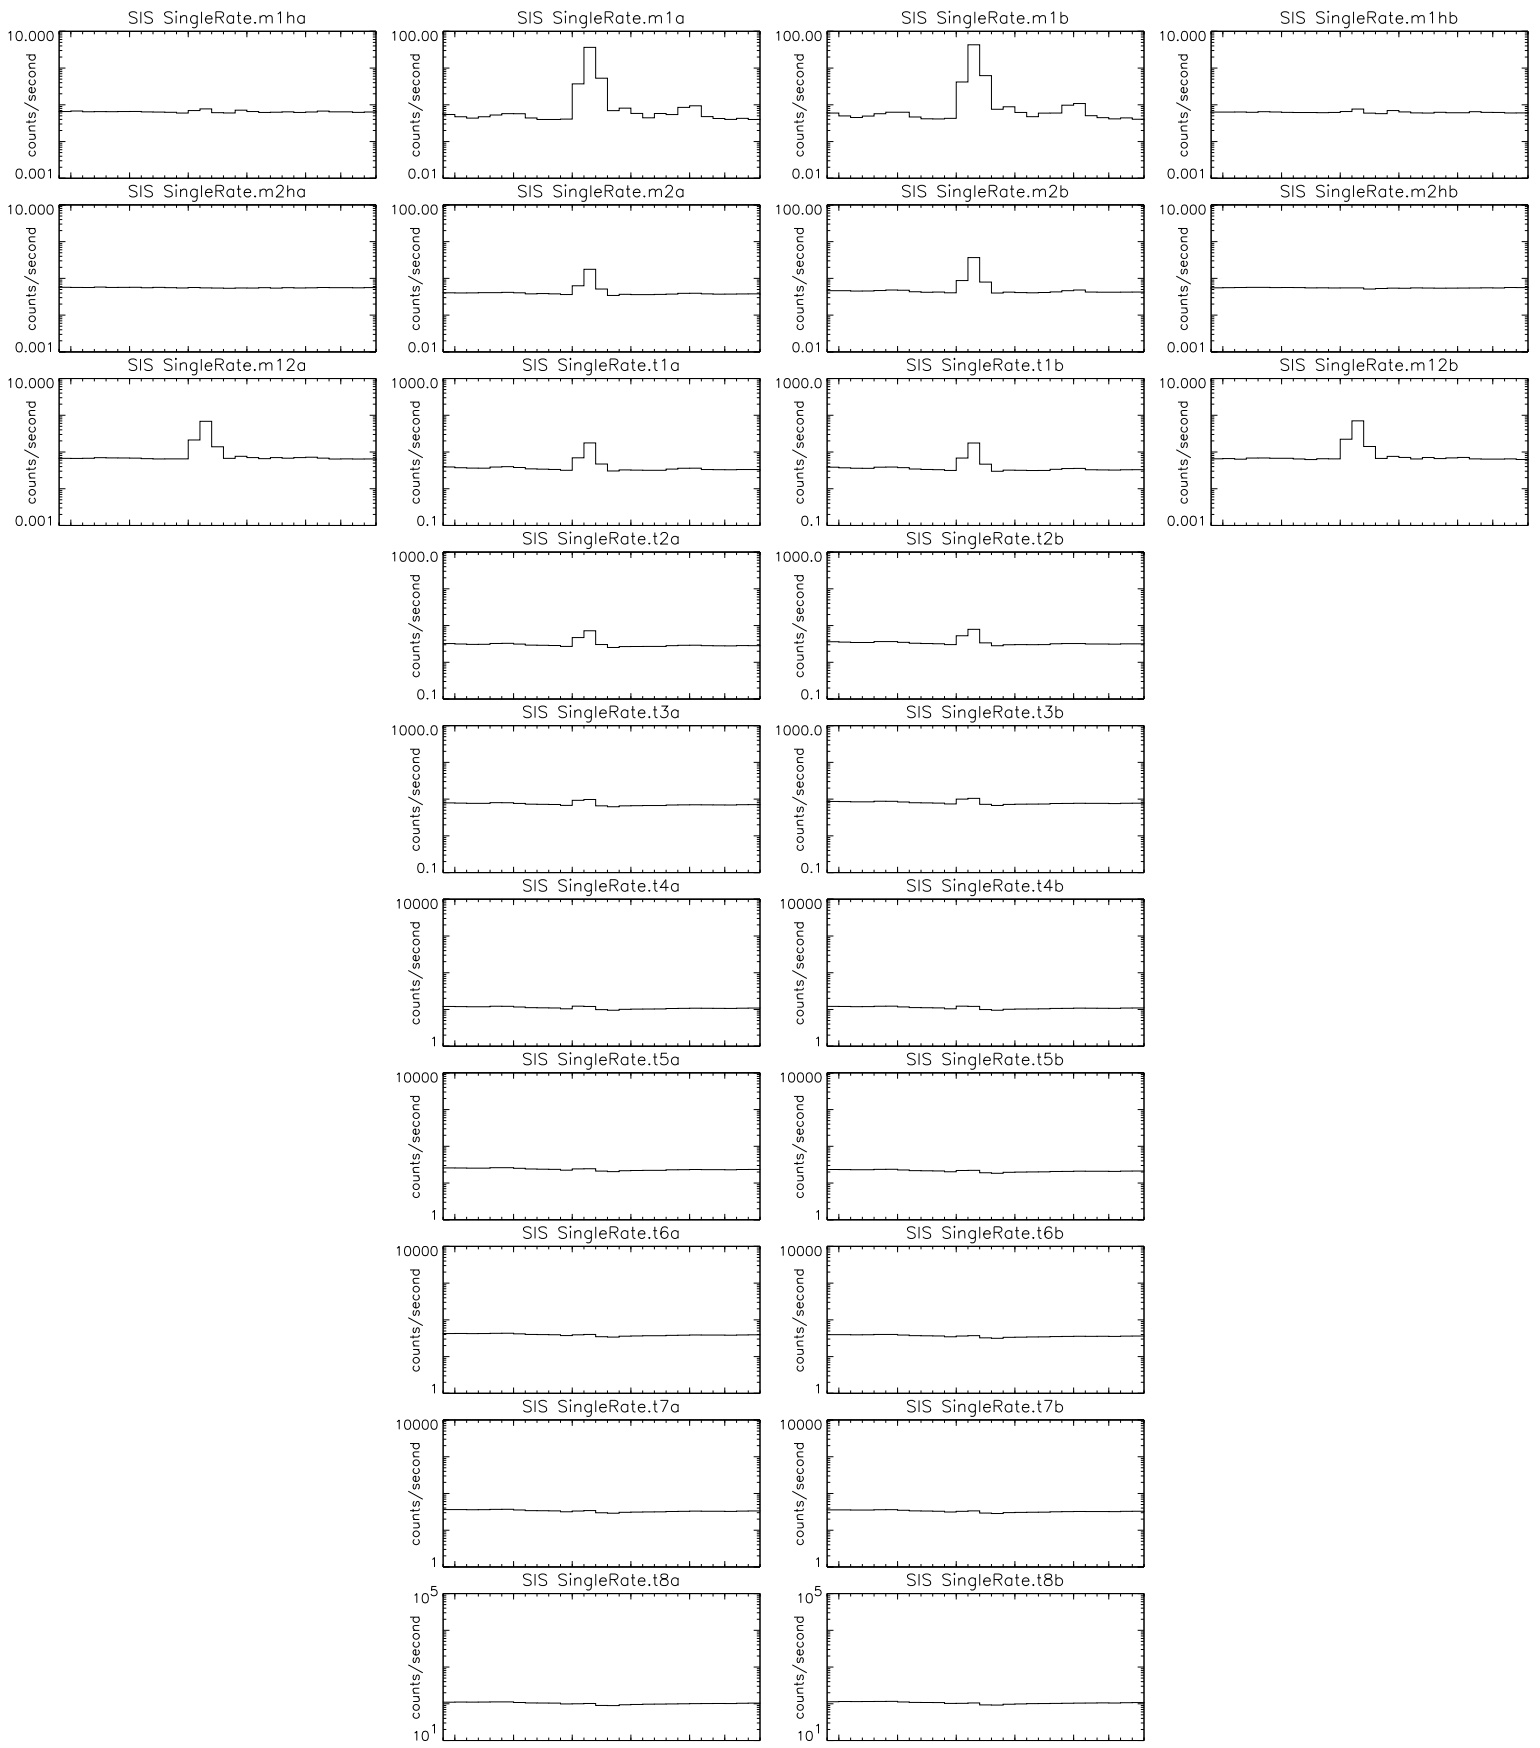 SIS SingleRate.m1ha
10.000
counts/second
0.001
SIS SingleRate.m1a
100.00
counts/second
0.01
SIS SingleRate.m1b
100.00
counts/second
0.01
SIS SingleRate.m1hb
10.000
counts/second
0.001
SIS SingleRate.m2ha
10.000
counts/second
0.001
SIS SingleRate.m2a
100.00
counts/second
0.01
SIS SingleRate.m2b
100.00
counts/second
0.01
SIS SingleRate.m2hb
10.000
counts/second
0.001
SIS SingleRate.m12a
10.000
counts/second
0.001
SIS SingleRate.t1a
1000.0
counts/second
0.1
SIS SingleRate.t1b
1000.0
counts/second
0.1
SIS SingleRate.m12b
10.000
counts/second
0.001
SIS SingleRate.t2a
1000.0
counts/second
0.1
SIS SingleRate.t2b
1000.0
counts/second
0.1
SIS SingleRate.t3a
1000.0
counts/second
0.1
SIS SingleRate.t3b
1000.0
counts/second
0.1
SIS SingleRate.t4a
10000
counts/second
1
SIS SingleRate.t4b
10000
counts/second
1
SIS SingleRate.t5a
10000
counts/second
1
SIS SingleRate.t5b
10000
counts/second
1
SIS SingleRate.t6a
10000
counts/second
1
SIS SingleRate.t6b
10000
counts/second
1
SIS SingleRate.t7a
10000
counts/second
1
SIS SingleRate.t7b
10000
counts/second
1
SIS SingleRate.t8a
10⁵
counts/second
10¹
SIS SingleRate.t8b
10⁵
counts/second
10¹